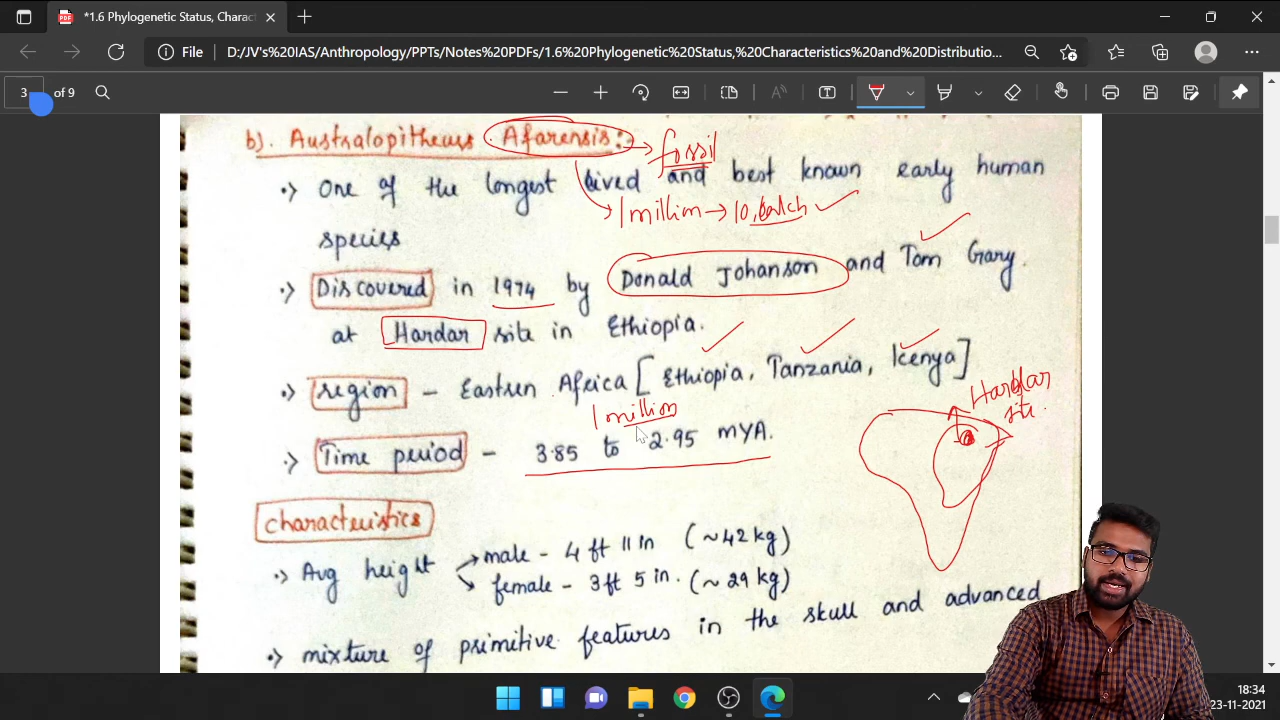 *1.6 Phylogenetic Status, Charact
File
D:/JV's%20IAS/Anthropology/PPTs/Notes%20PDFs/1.6%20Phylogenetic%20Status,%20Characteristics%20and%20Distributio...
3 of 9
b). Australopithecus Afarensis:
fossil
•> One of the longest lived and best known early human
1 million → 10,
species
•> Discovered in 1974 by Donald Johanson and Tom Gary.
at Hardar site in Ethiopia.
•> region - Eastren Africa [Ethiopia, Tanzania, Kenya]
Hardar
site.
1 million
•> Time period - 3.85 to 2.95 MYA.
characteristics
•> Avg height
male - 4 ft 11 in (~42 kg)
female - 3 ft 5 in. (~29 kg)
•> mixture of primitive features in the skull and advanced
18:34
23-11-2021